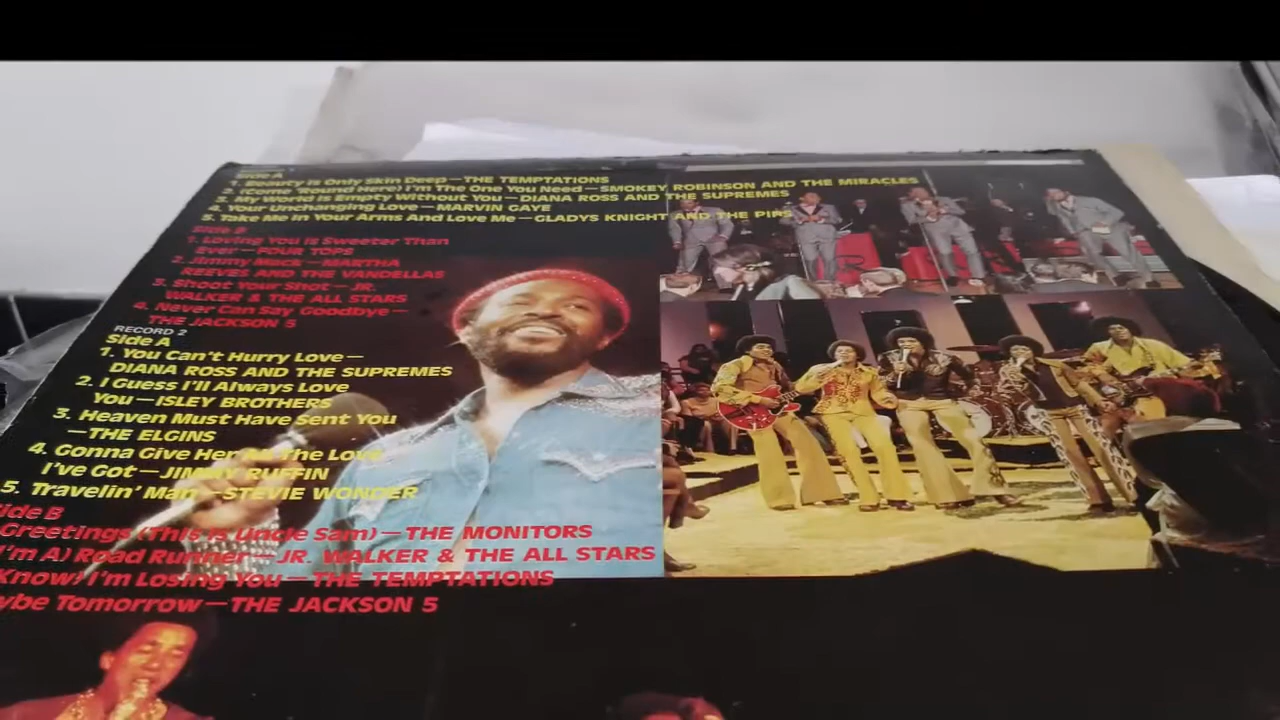 Side A
1. Beauty Is Only Skin Deep—THE TEMPTATIONS
2. (Come 'Round Here) I'm The One You Need—SMOKEY ROBINSON AND THE MIRACLES
3. My World Is Empty Without You—DIANA ROSS AND THE SUPREMES
4. Your Unchanging Love—MARVIN GAYE
5. Take Me In Your Arms And Love Me—GLADYS KNIGHT AND THE PIPS
Side B
1. Loving You Is Sweeter Than
Ever—FOUR TOPS
2. Jimmy Mack—MARTHA
REEVES AND THE VANDELLAS
3. Shoot Your Shot—JR.
WALKER & THE ALL STARS
4. Never Can Say Goodbye—
THE JACKSON 5
RECORD 2
Side A
1. You Can't Hurry Love—
DIANA ROSS AND THE SUPREMES
2. I Guess I'll Always Love
You—ISLEY BROTHERS
3. Heaven Must Have Sent You
—THE ELGINS
4. Gonna Give Her All The Love
I've Got—JIMMY RUFFIN
5. Travelin' Man—STEVIE WONDER
Side B
Greetings (This is Uncle Sam)—THE MONITORS
I'm A) Road Runner—JR. WALKER & THE ALL STARS
Know) I'm Losing You—THE TEMPTATIONS
ybe Tomorrow—THE JACKSON 5